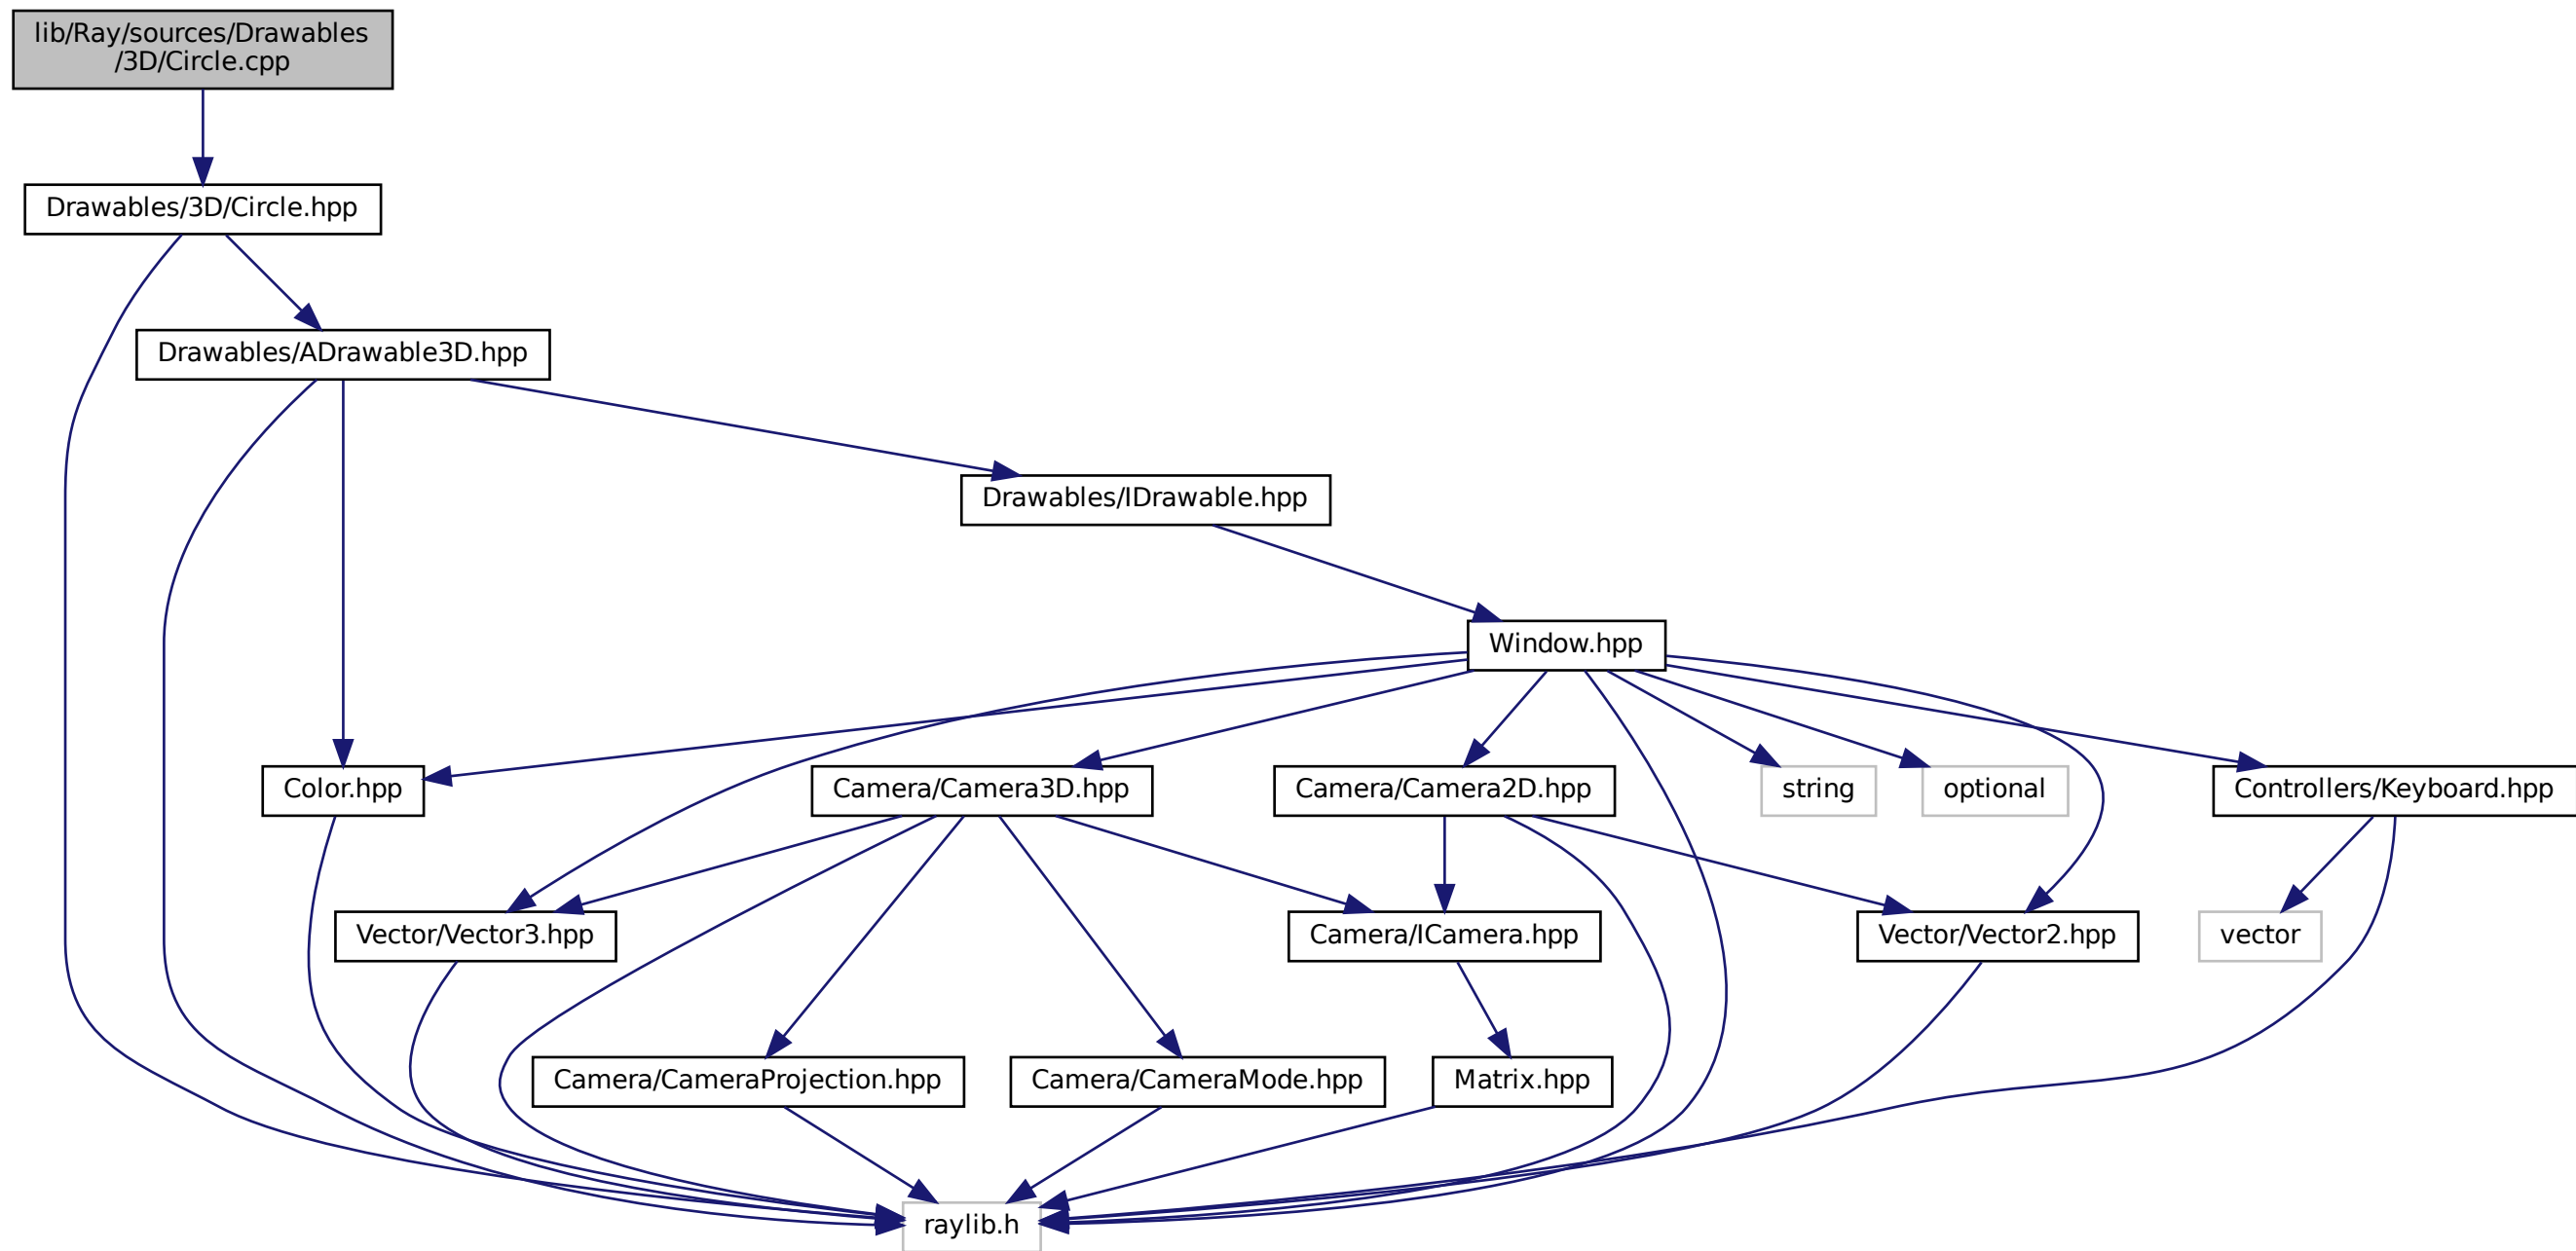 lib/Ray/sources/Drawables
/3D/Circle.cpp
Drawables/3D/Circle.hpp
Drawables/ADrawable3D.hpp
Drawables/IDrawable.hpp
Window.hpp
Color.hpp
Camera/Camera3D.hpp
Camera/Camera2D.hpp
string
optional
Controllers/Keyboard.hpp
Vector/Vector3.hpp
Camera/ICamera.hpp
Vector/Vector2.hpp
vector
Camera/CameraProjection.hpp
Camera/CameraMode.hpp
Matrix.hpp
raylib.h